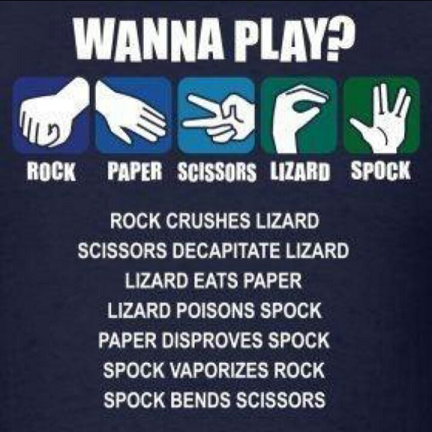 WANNA PLAY?
ROCK PAPER SCISSORS LIZARD SPOCK
ROCK CRUSHES LIZARD
SCISSORS DECAPITATE LIZARD
LIZARD EATS PAPER
LIZARD POISONS SPOCK
PAPER DISPROVES SPOCK
SPOCK VAPORIZES ROCK
SPOCK BENDS SCISSORS